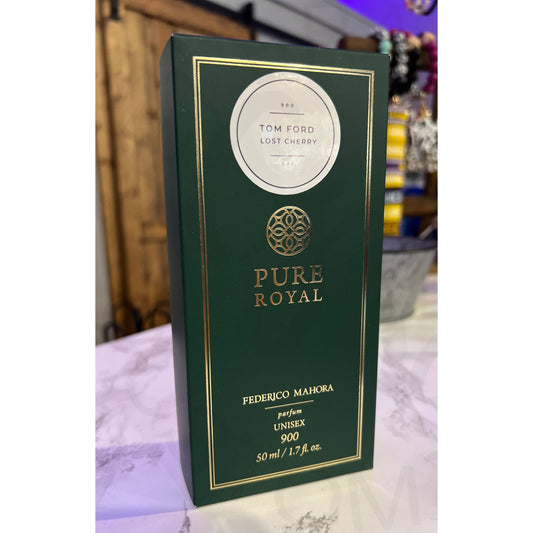 900
TOM FORD
LOST CHERRY
PURE
ROYAL
FEDERICO MAHORA
parfum
UNISEX
900
50 ml / 1.7 fl. oz.